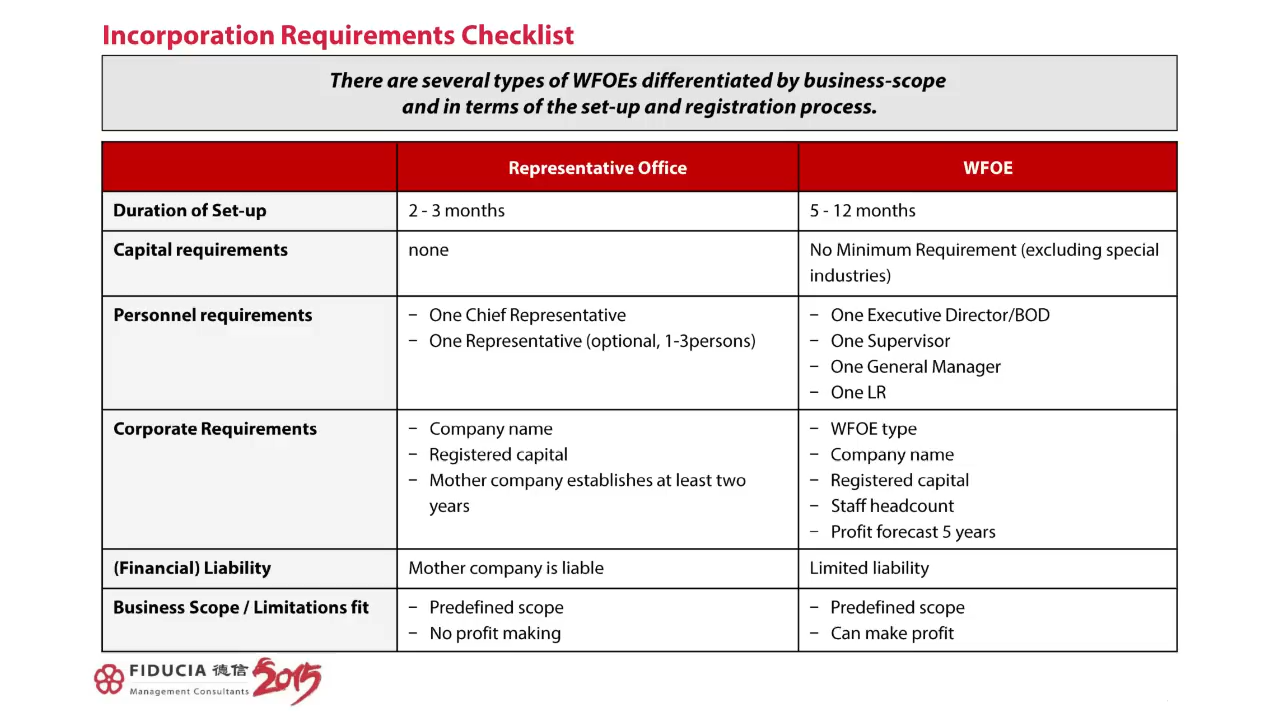 Incorporation Requirements Checklist
There are several types of WFOEs differentiated by business-scope
and in terms of the set-up and registration process.
Representative Office
WFOE
Duration of Set-up
2 - 3 months
5 - 12 months
Capital requirements
none
No Minimum Requirement (excluding special
industries)
Personnel requirements
– One Chief Representative
– One Representative (optional, 1-3persons)
– One Executive Director/BOD
– One Supervisor
– One General Manager
– One LR
Corporate Requirements
– Company name
– Registered capital
– Mother company establishes at least two
years
– WFOE type
– Company name
– Registered capital
– Staff headcount
– Profit forecast 5 years
(Financial) Liability
Mother company is liable
Limited liability
Business Scope / Limitations fit
– Predefined scope
– No profit making
– Predefined scope
– Can make profit
FIDUCIA 德信
Management Consultants
2015